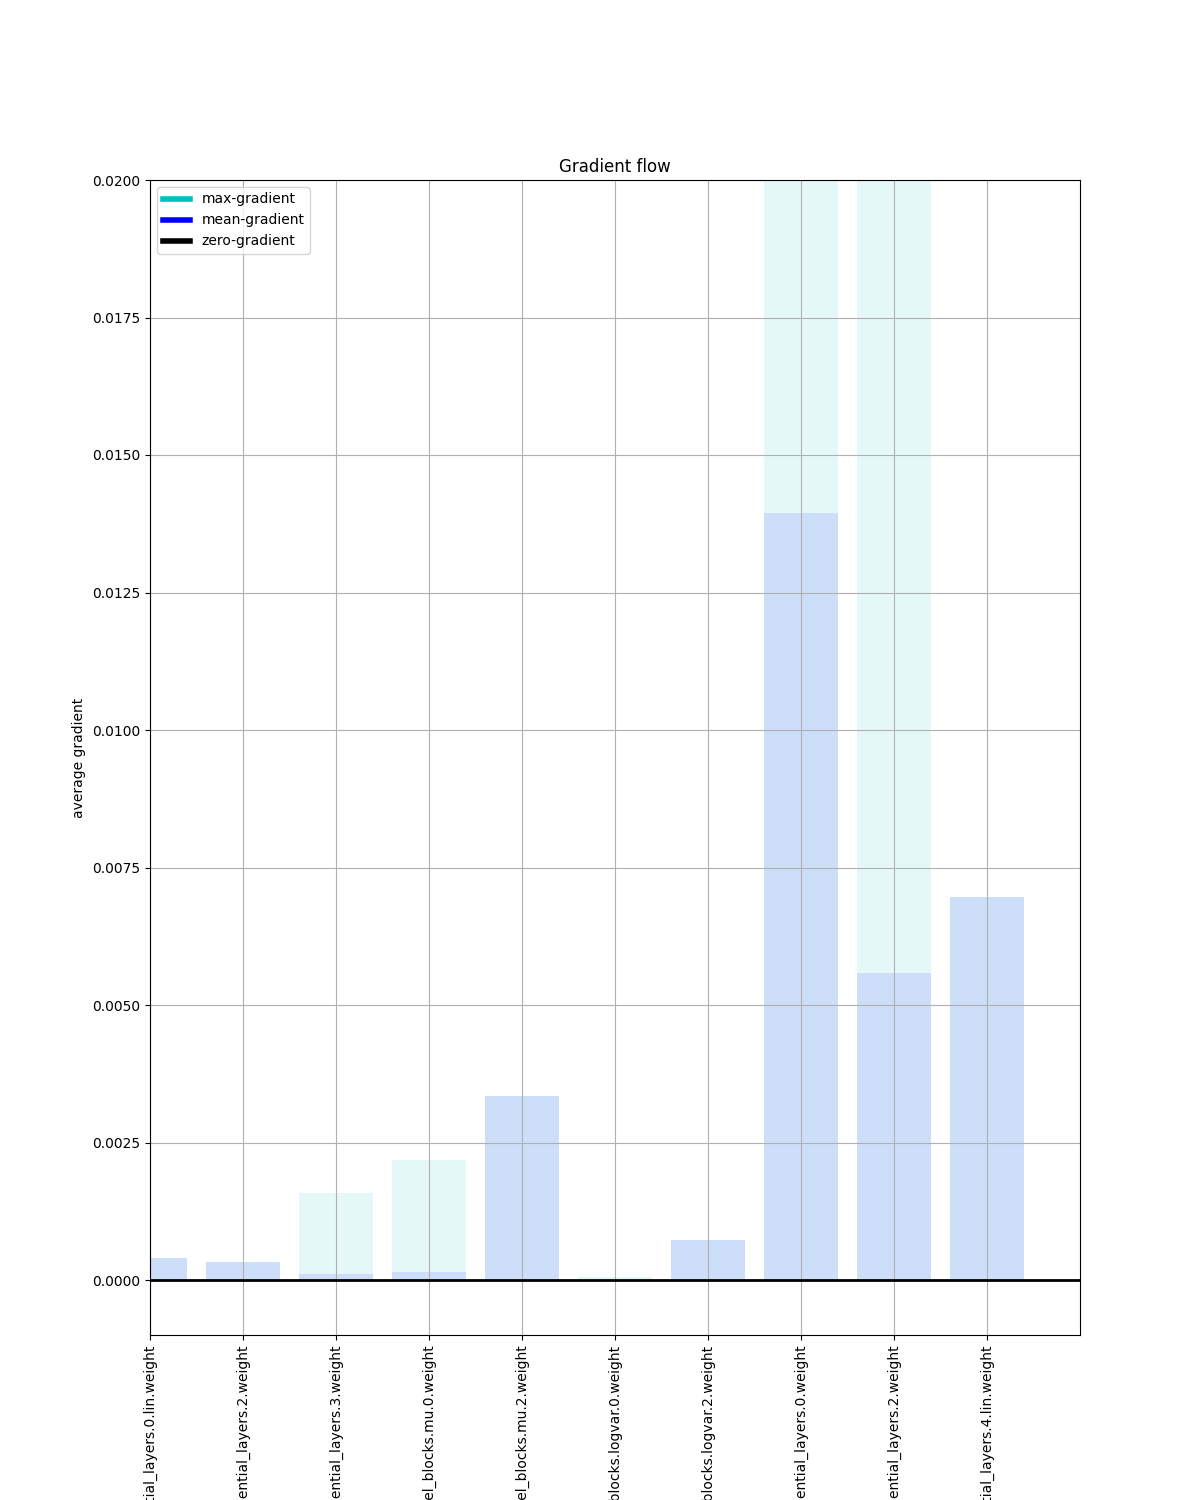 Gradient flow
max-gradient
mean-gradient
zero-gradient
0.0200
0.0175
0.0150
0.0125
0.0100
0.0075
0.0050
0.0025
0.0000
average gradient
tial_layers.0.lin.weight
ential_layers.2.weight
ential_layers.3.weight
el_blocks.mu.0.weight
el_blocks.mu.2.weight
blocks.logvar.0.weight
blocks.logvar.2.weight
ential_layers.0.weight
ential_layers.2.weight
tial_layers.4.lin.weight